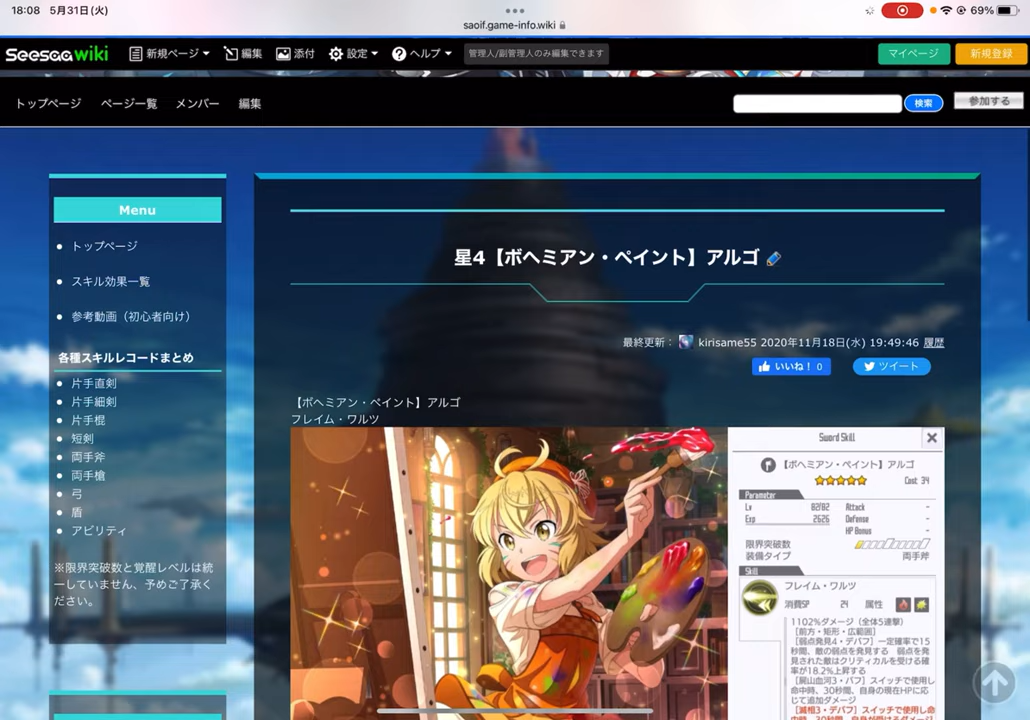 18:08 5月31日(火)
69%
saoif.game-info.wiki
Seesaa wiki
新規ページ
編集
添付
設定
ヘルプ
管理人/副管理人のみ編集できます
マイページ
新規登録
トップページ
ページ一覧
メンバー
編集
検索
参加する
Menu
トップページ
スキル効果一覧
参考動画（初心者向け）
各種スキルレコードまとめ
片手直剣
片手細剣
片手棍
短剣
両手斧
両手槍
弓
盾
アビリティ
※限界突破数と覚醒レベルは統
一していません、予めご了承く
ださい。
星4【ボヘミアン・ペイント】アルゴ
最終更新： kirisame55 2020年11月18日(水) 19:49:46 履歴
いいね！ 0
ツイート
【ボヘミアン・ペイント】アルゴ
フレイム・ワルツ
Sword Skill
【ボヘミアン・ペイント】アルゴ
Cost 34
Parameter
Lv 82/82 Attack -
Exp 2626 Defense -
HP Bonus -
限界突破数
装備タイプ 両手斧
Skill
フレイム・ワルツ
消費SP 24 属性
1102%ダメージ（全体5連撃）
［前方・矩形・広範囲］
【弱点発見4・デバフ】一定確率で15
秒間、敵の弱点を発見する 弱点を発
見された敵はクリティカルを受ける確
率が18.2%上昇する
【屍山血河3・バフ】スイッチで使用し
命中時、30秒間、自身の現在HPに応
じて追加ダメージ
【滅相3・デバフ】スイッチで使用し命